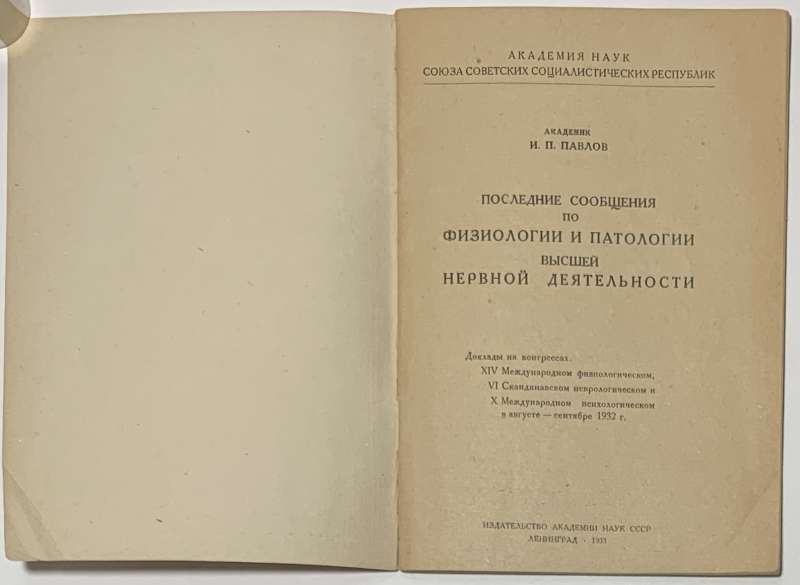 АКАДЕМИЯ НАУК
СОЮЗА СОВЕТСКИХ СОЦИАЛИСТИЧЕСКИХ РЕСПУБЛИК
АКАДЕМИК
И. П. ПАВЛОВ
ПОСЛЕДНИЕ СООБЩЕНИЯ
ПО
ФИЗИОЛОГИИ И ПАТОЛОГИИ
ВЫСШЕЙ
НЕРВНОЙ ДЕЯТЕЛЬНОСТИ
Доклады на конгрессах:
XIV Международном физиологическом,
VI Скандинавском неврологическом и
X Международном психологическом
в августе — сентябре 1932 г.
ИЗДАТЕЛЬСТВО АКАДЕМИИ НАУК СССР
ЛЕНИНГРАД · 1933